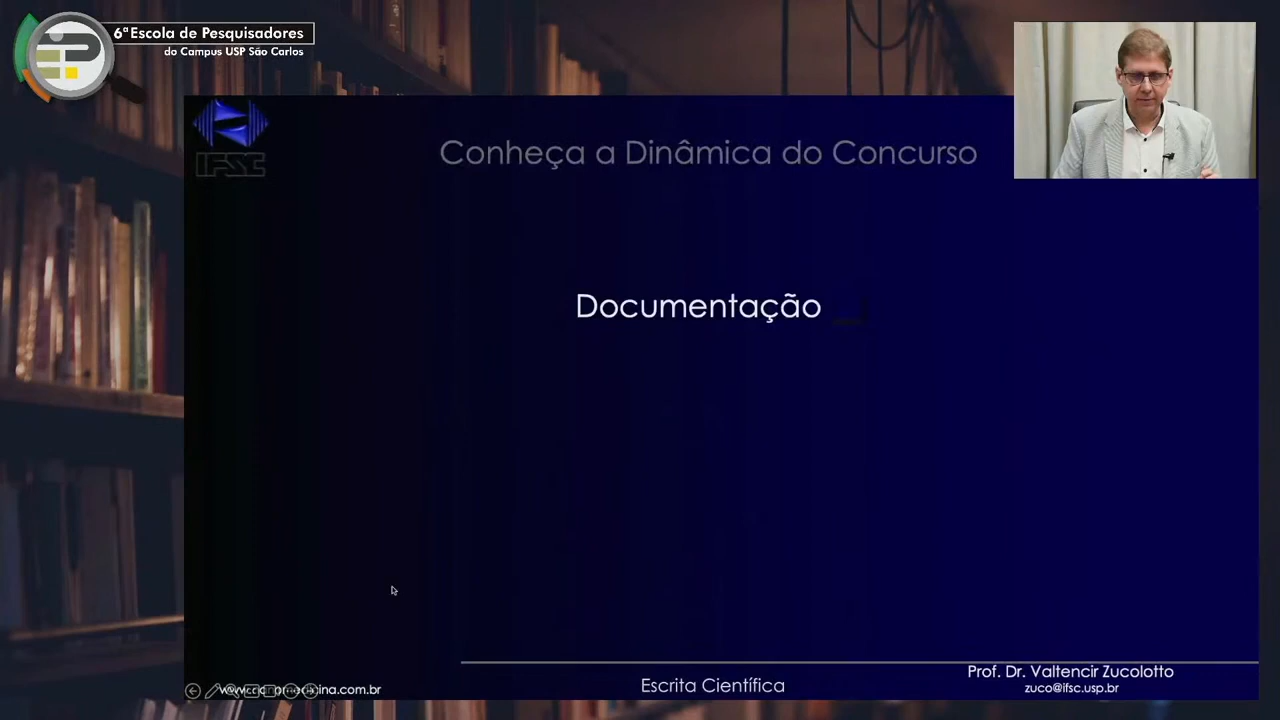 6ª Escola de Pesquisadores
do Campus USP São Carlos
IFSC
Conheça a Dinâmica do Concurso
Documentação
Prof. Dr. Valtencir Zucolotto
zuco@ifsc.usp.br
Escrita Científica